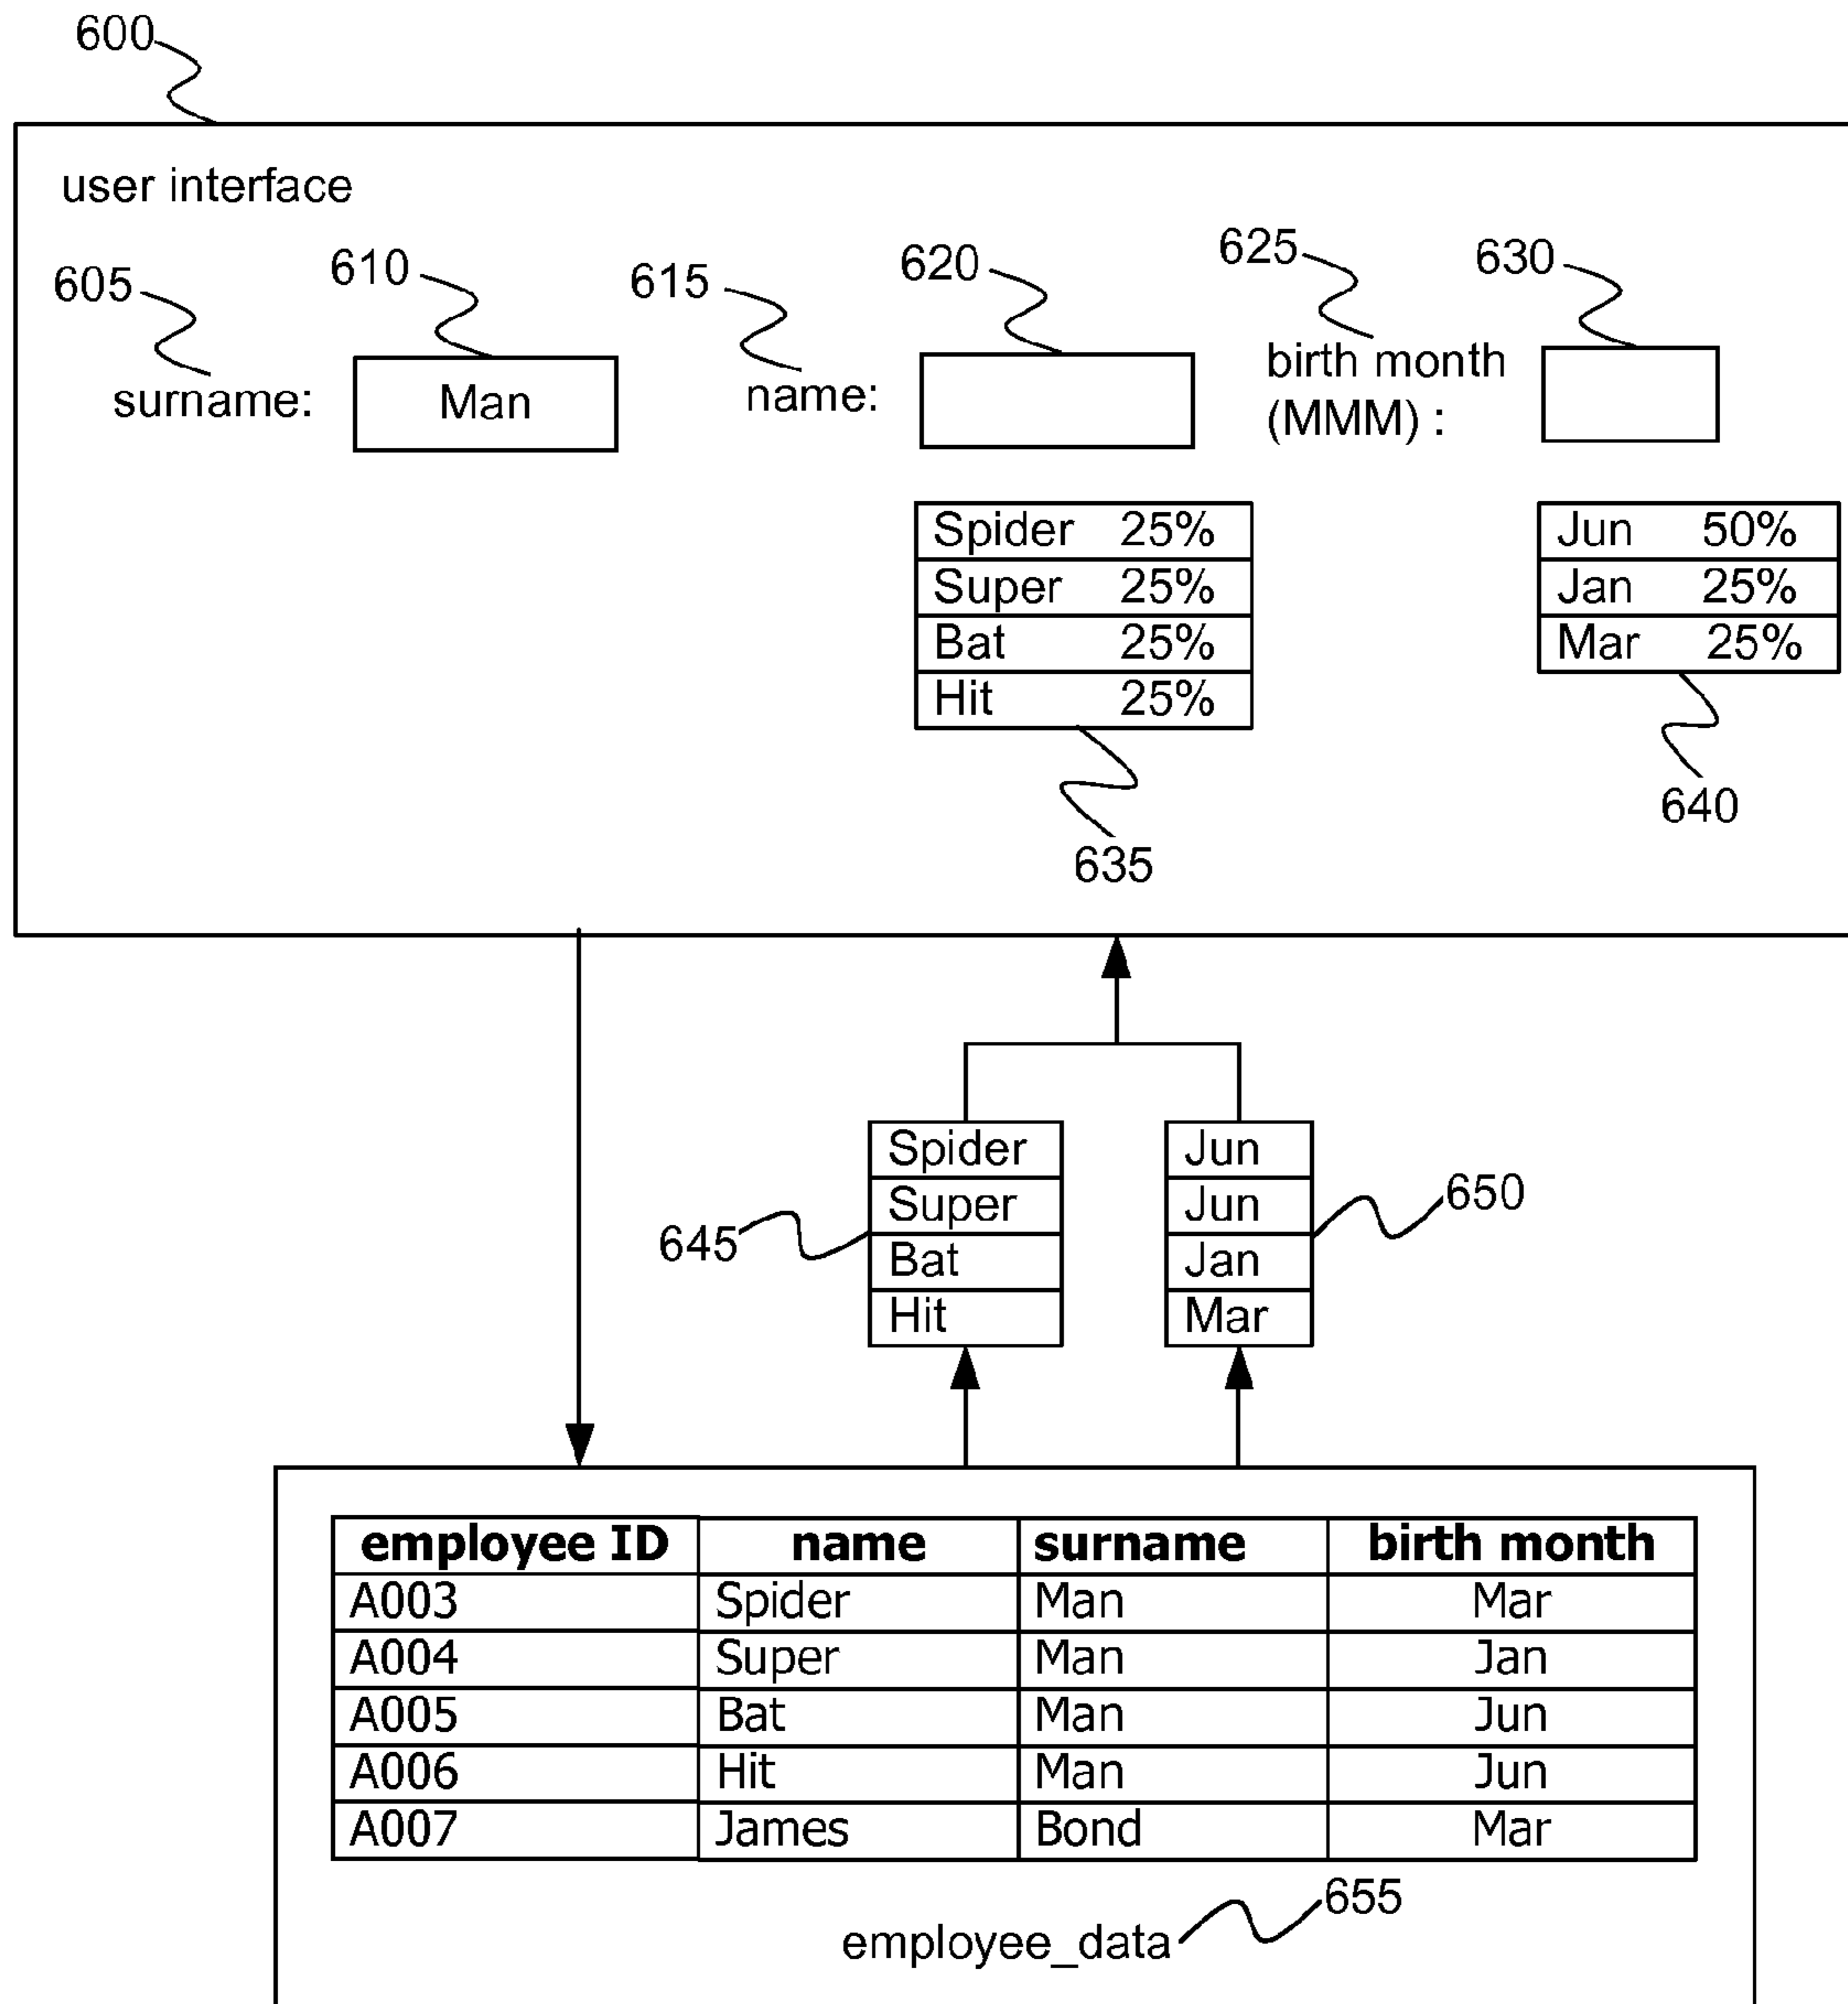 600
user interface
605
610
615
620
625
630
surname:
Man
name:
birth month
(MMM) :
Spider 25%
Super 25%
Bat 25%
Hit 25%
Jun 50%
Jan 25%
Mar 25%
635
640
Spider
Super
Bat
Hit
645
Jun
Jun
Jan
Mar
650
employee ID name surname birth month
A003 Spider Man Mar
A004 Super Man Jan
A005 Bat Man Jun
A006 Hit Man Jun
A007 James Bond Mar
655
employee_data